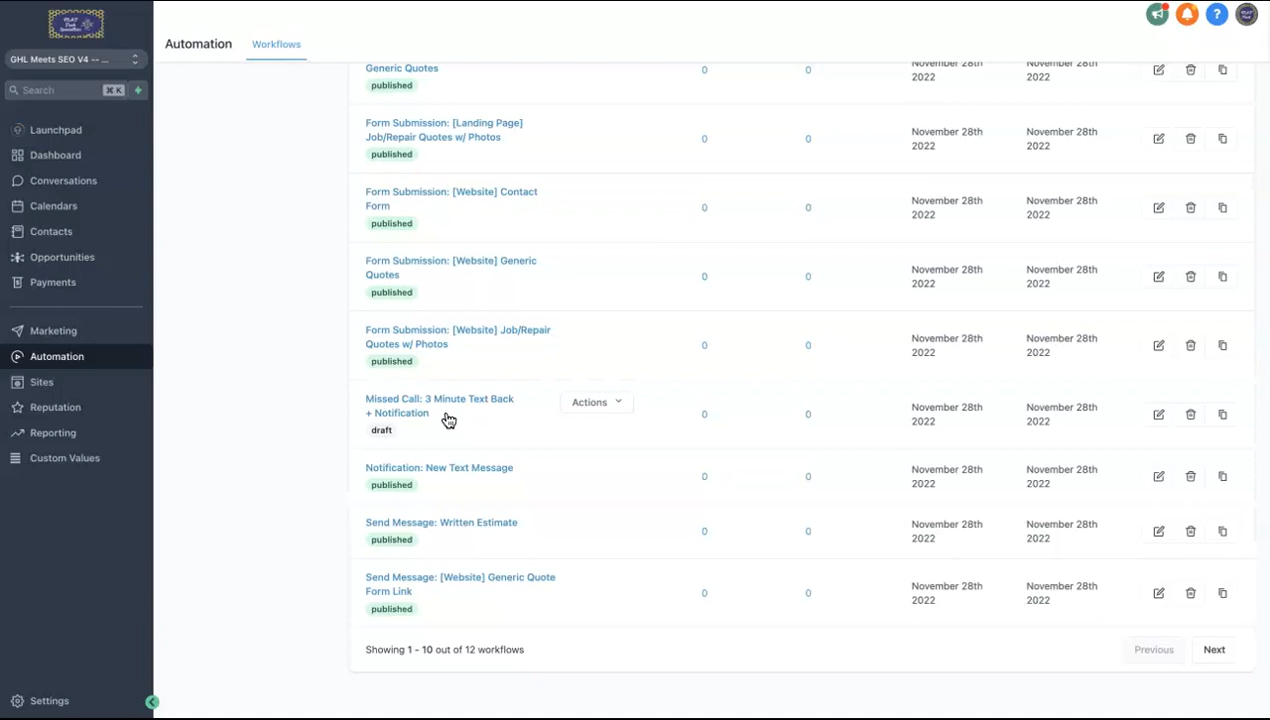 GHL Meets SEO V4 -- ...
Search
⌘ K
Launchpad
Dashboard
Conversations
Calendars
Contacts
Opportunities
Payments
Marketing
Automation
Sites
Reputation
Reporting
Custom Values
Settings
Automation
Workflows
?
Generic Quotes
published
0
0
November 28th
2022
November 28th
2022
Form Submission: [Landing Page]
Job/Repair Quotes w/ Photos
published
0
0
November 28th
2022
November 28th
2022
Form Submission: [Website] Contact
Form
published
0
0
November 28th
2022
November 28th
2022
Form Submission: [Website] Generic
Quotes
published
0
0
November 28th
2022
November 28th
2022
Form Submission: [Website] Job/Repair
Quotes w/ Photos
published
0
0
November 28th
2022
November 28th
2022
Missed Call: 3 Minute Text Back
+ Notification
draft
Actions
0
0
November 28th
2022
November 28th
2022
Notification: New Text Message
published
0
0
November 28th
2022
November 28th
2022
Send Message: Written Estimate
published
0
0
November 28th
2022
November 28th
2022
Send Message: [Website] Generic Quote
Form Link
published
0
0
November 28th
2022
November 28th
2022
Showing 1 - 10 out of 12 workflows
Previous
Next